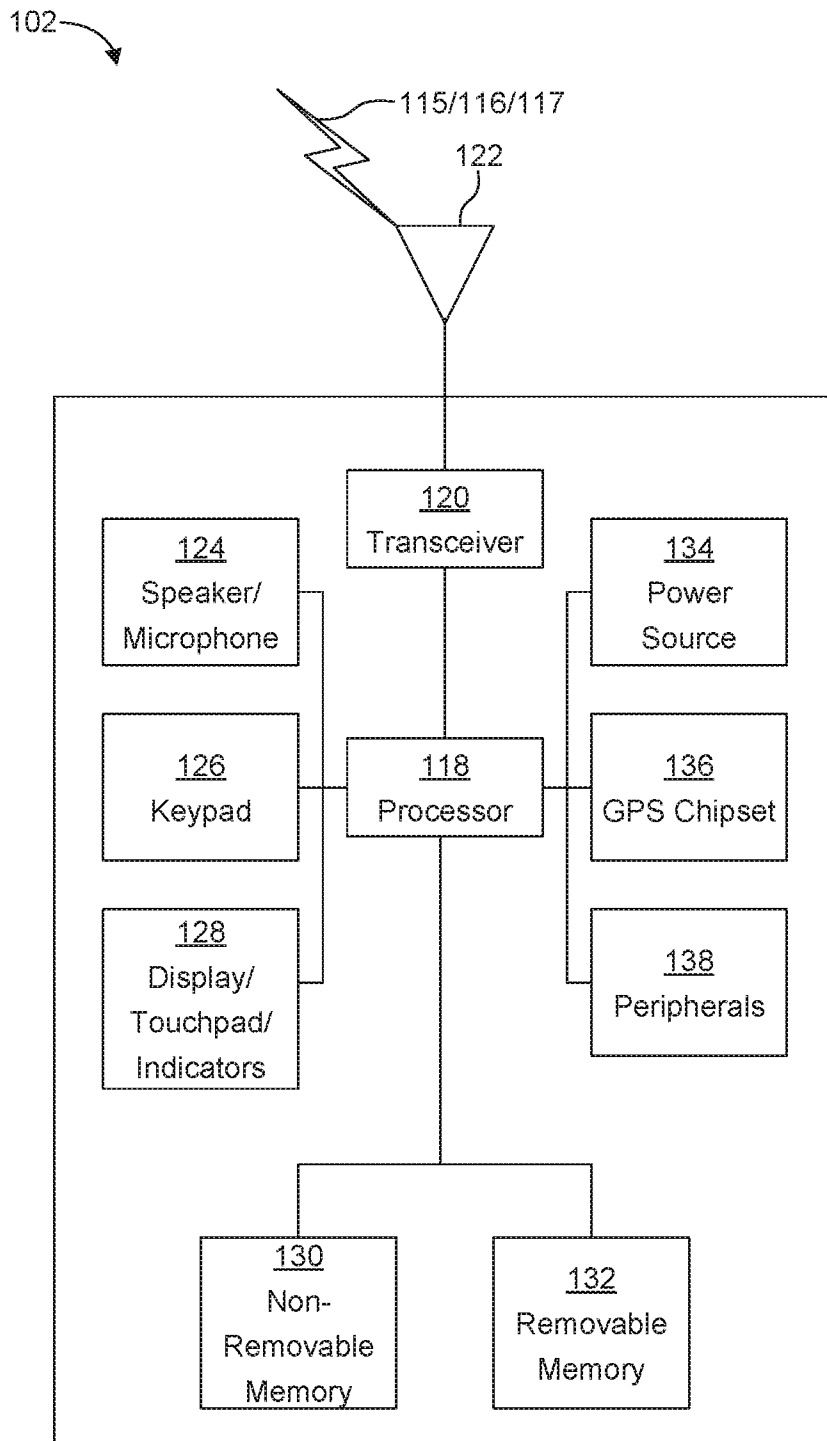 102
115/116/117
122
120
Transceiver
124
Speaker/
Microphone
134
Power
Source
126
Keypad
118
Processor
136
GPS Chipset
128
Display/
Touchpad/
Indicators
138
Peripherals
130
Non-
Removable
Memory
132
Removable
Memory